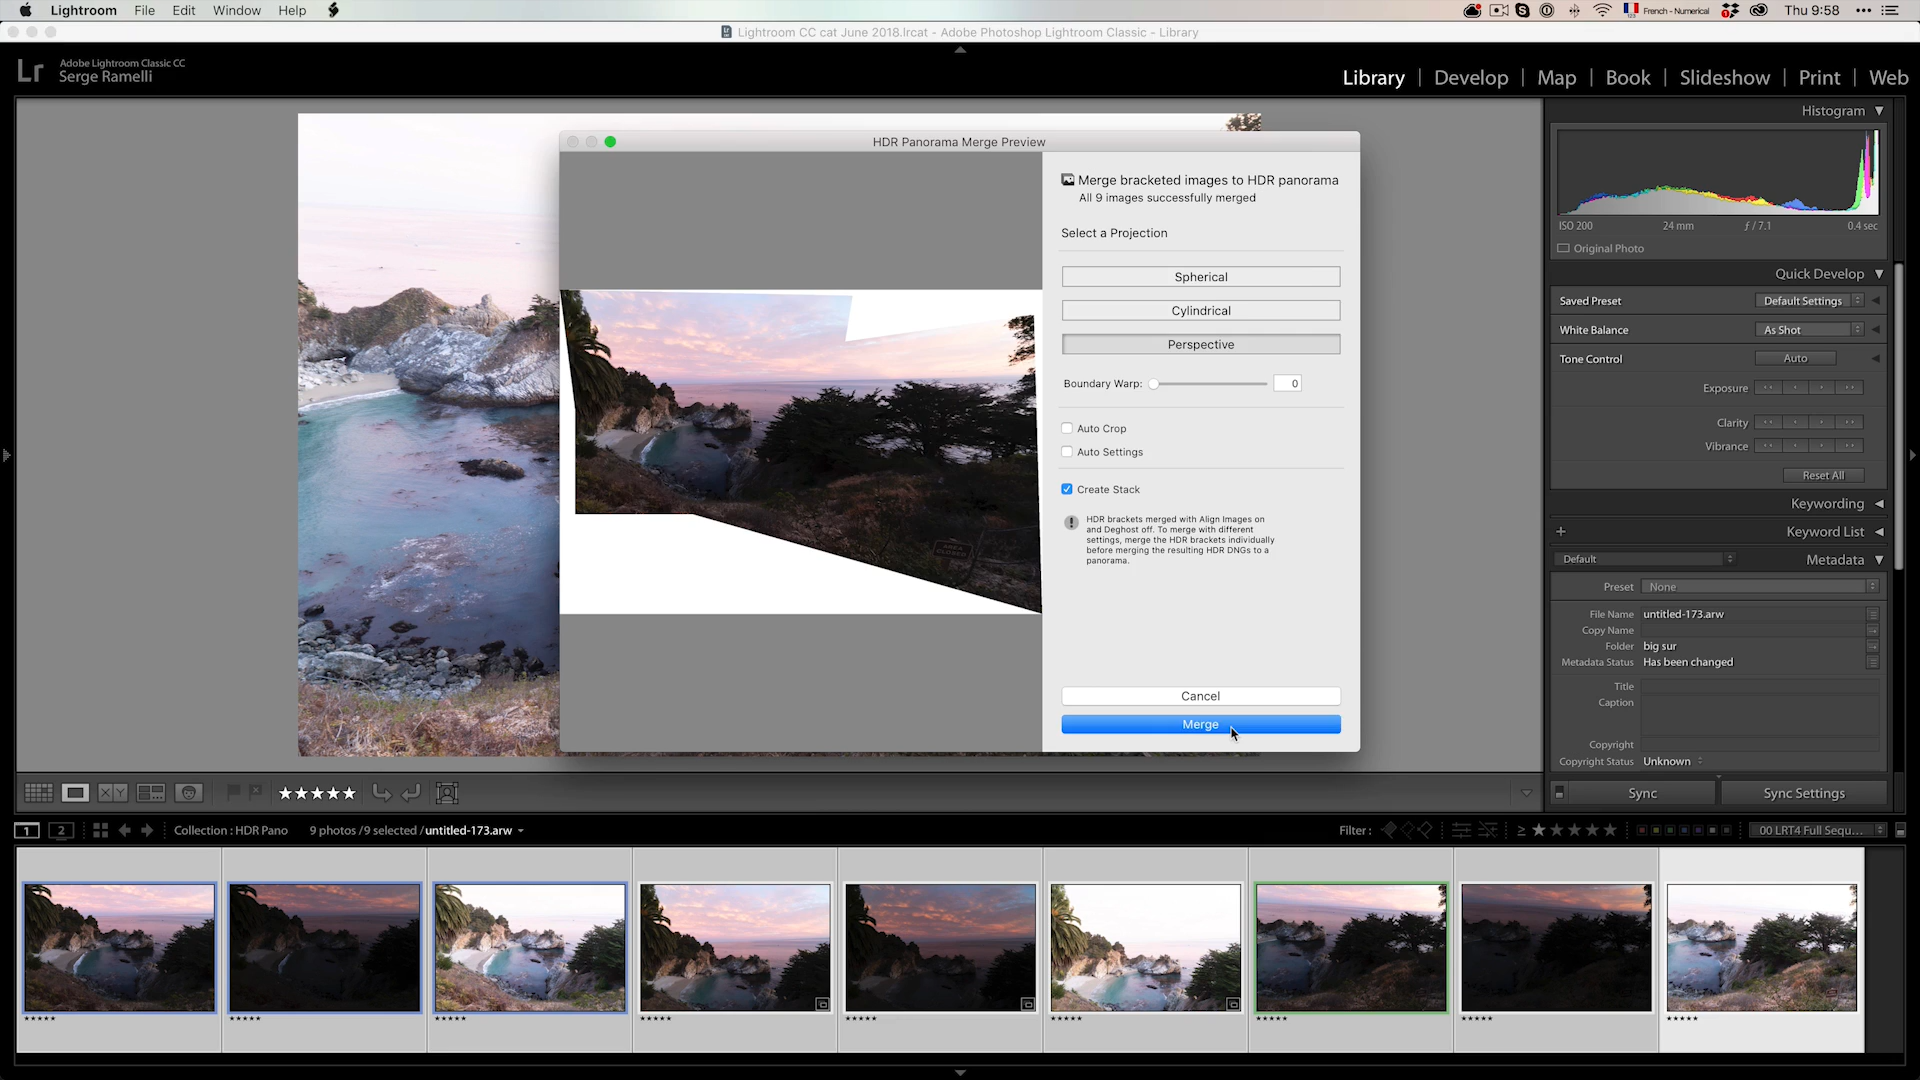 Lightroom File Edit Window Help
French - Numerical Thu 9:58
Lightroom CC cat June 2018.lrcat - Adobe Photoshop Lightroom Classic - Library
Lr Adobe Lightroom Classic CC
Serge Ramelli
Library | Develop | Map | Book | Slideshow | Print | Web
HDR Panorama Merge Preview
Merge bracketed images to HDR panorama
All 9 images successfully merged
Select a Projection
Spherical
Cylindrical
Perspective
Boundary Warp: 0
Auto Crop
Auto Settings
Create Stack
HDR brackets merged with Align Images on
and Deghost off. To merge with different
settings, merge the HDR brackets individually
before merging the resulting HDR DNGs to a
panorama.
Cancel
Merge
AREA
CLOSED
Histogram
ISO 200 24 mm ƒ / 7.1 0.4 sec
Original Photo
Quick Develop
Saved Preset Default Settings
White Balance As Shot
Tone Control Auto
Exposure
Clarity
Vibrance
Reset All
Keywording
+ Keyword List
Default Metadata
Preset None
File Name untitled-173.arw
Copy Name
Folder big sur
Metadata Status Has been changed
Title
Caption
Copyright
Copyright Status Unknown
Sync Sync Settings
X Y ★★★★★
1 2 Collection : HDR Pano 9 photos / 9 selected / untitled-173.arw
Filter : ≥ ★★★★★ 00 LRT4 Full Sequ...
★★★★★ ★★★★★ ★★★★★ ★★★★★ ★★★★★ ★★★★★ ★★★★★ ★★★★★ ★★★★★